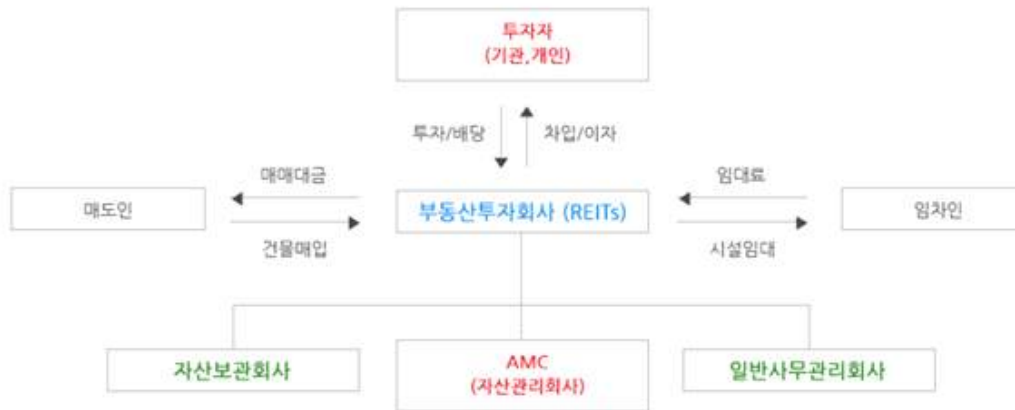 투자자
(기관,개인)
투자/배당
차입/이자
매매대금
임대료
매도인
부동산투자회사 (REITs)
임차인
건물매입
시설임대
자산보관회사
AMC
(자산관리회사)
일반사무관리회사